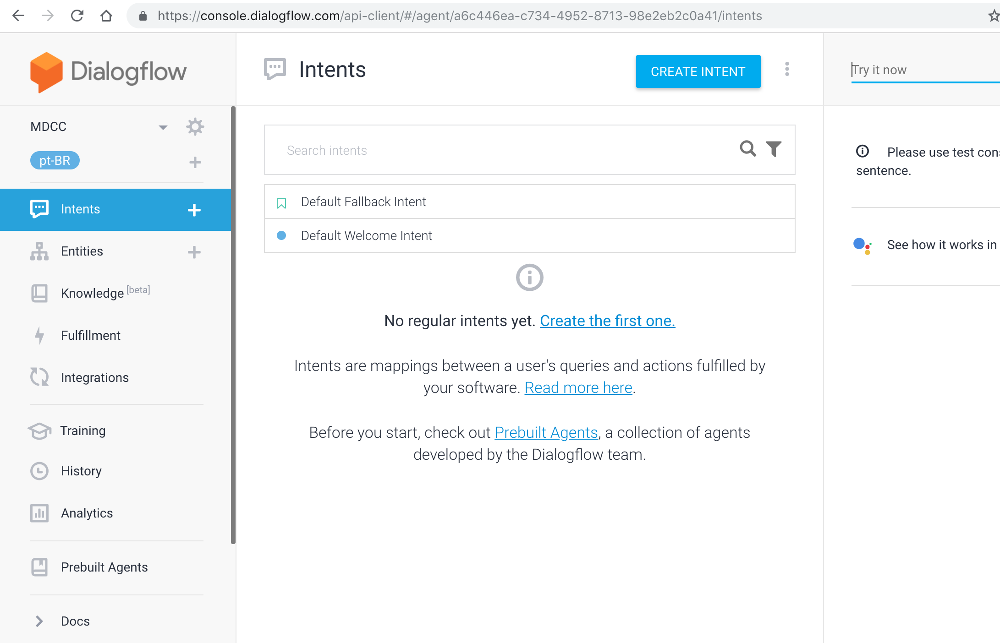 https://console.dialogflow.com/api-client/#/agent/a6c446ea-c734-4952-8713-98e2eb2c0a41/intents
Dialogflow
MDCC
pt-BR
Intents
Entities
Knowledge [beta]
Fulfillment
Integrations
Training
History
Analytics
Prebuilt Agents
Docs
Intents
CREATE INTENT
Search intents
Default Fallback Intent
Default Welcome Intent
No regular intents yet. Create the first one.
Intents are mappings between a user's queries and actions fulfilled by
your software. Read more here.
Before you start, check out Prebuilt Agents, a collection of agents
developed by the Dialogflow team.
Try it now
Please use test
sentence.
See how it works in